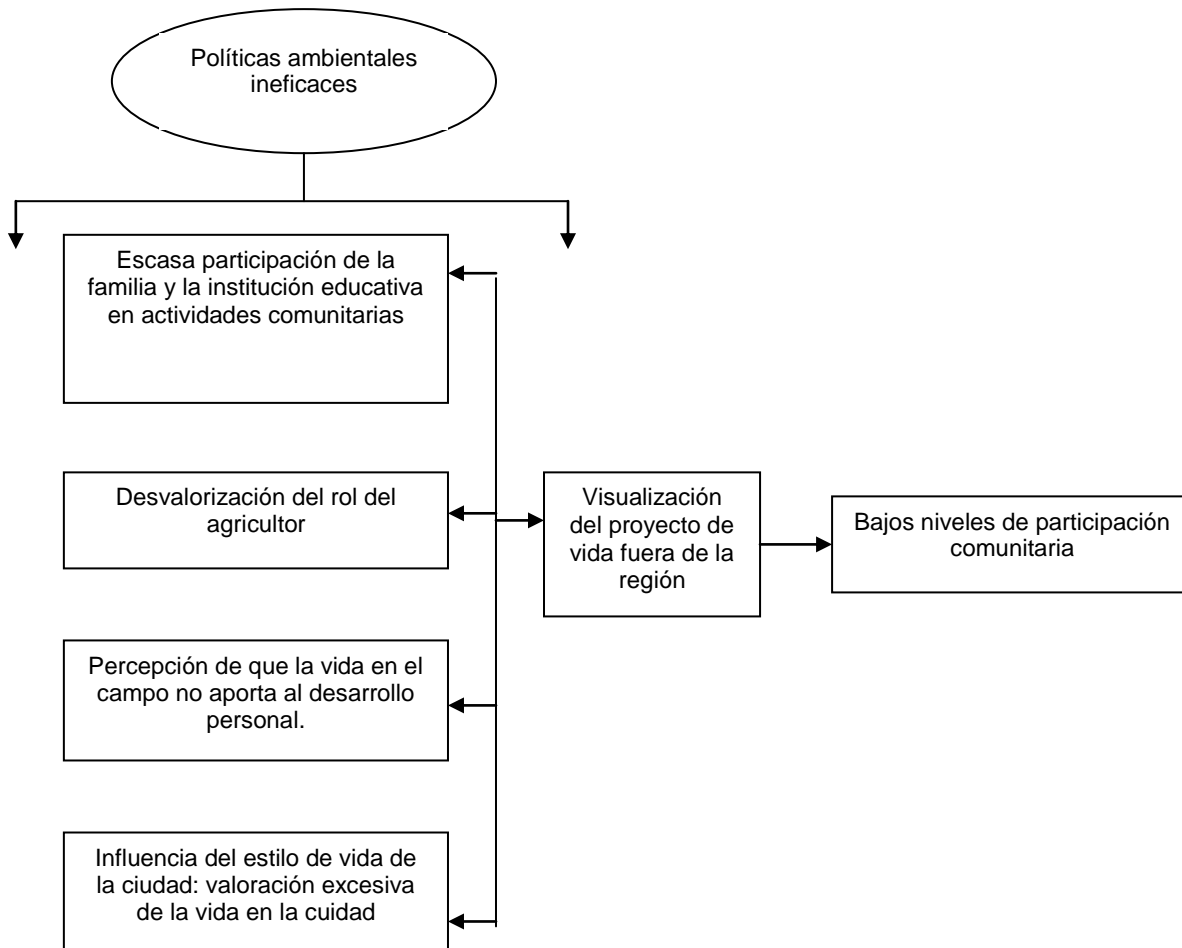 Políticas ambientales
ineficaces
Escasa participación de la
familia y la institución educativa
en actividades comunitarias
Desvalorización del rol del
agricultor
Visualización
del proyecto de
vida fuera de la
región
Bajos niveles de participación
comunitaria
Percepción de que la vida en el
campo no aporta al desarrollo
personal.
Influencia del estilo de vida de
la ciudad: valoración excesiva
de la vida en la cuidad